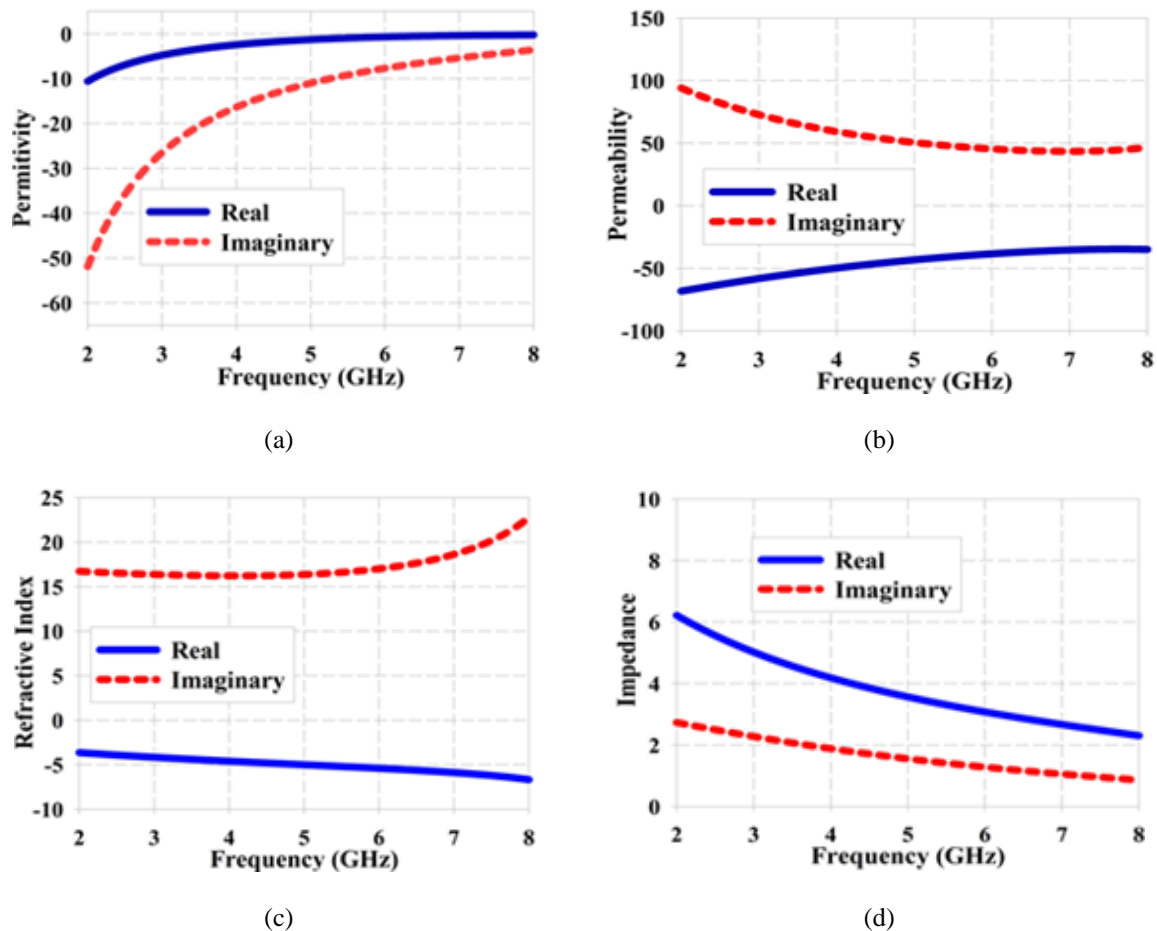 0
-10
-20
-30
-40
-50
-60
Permitivity
Real
Imaginary
2 3 4 5 6 7 8
Frequency (GHz)
(a)
150
100
50
0
-50
-100
Permeability
Real
Imaginary
2 3 4 5 6 7 8
Frequency (GHz)
(b)
25
20
15
10
5
0
-5
-10
Refractive Index
Real
Imaginary
2 3 4 5 6 7 8
Frequency (GHz)
(c)
10
8
6
4
2
0
Impedance
Real
Imaginary
2 3 4 5 6 7 8
Frequency (GHz)
(d)